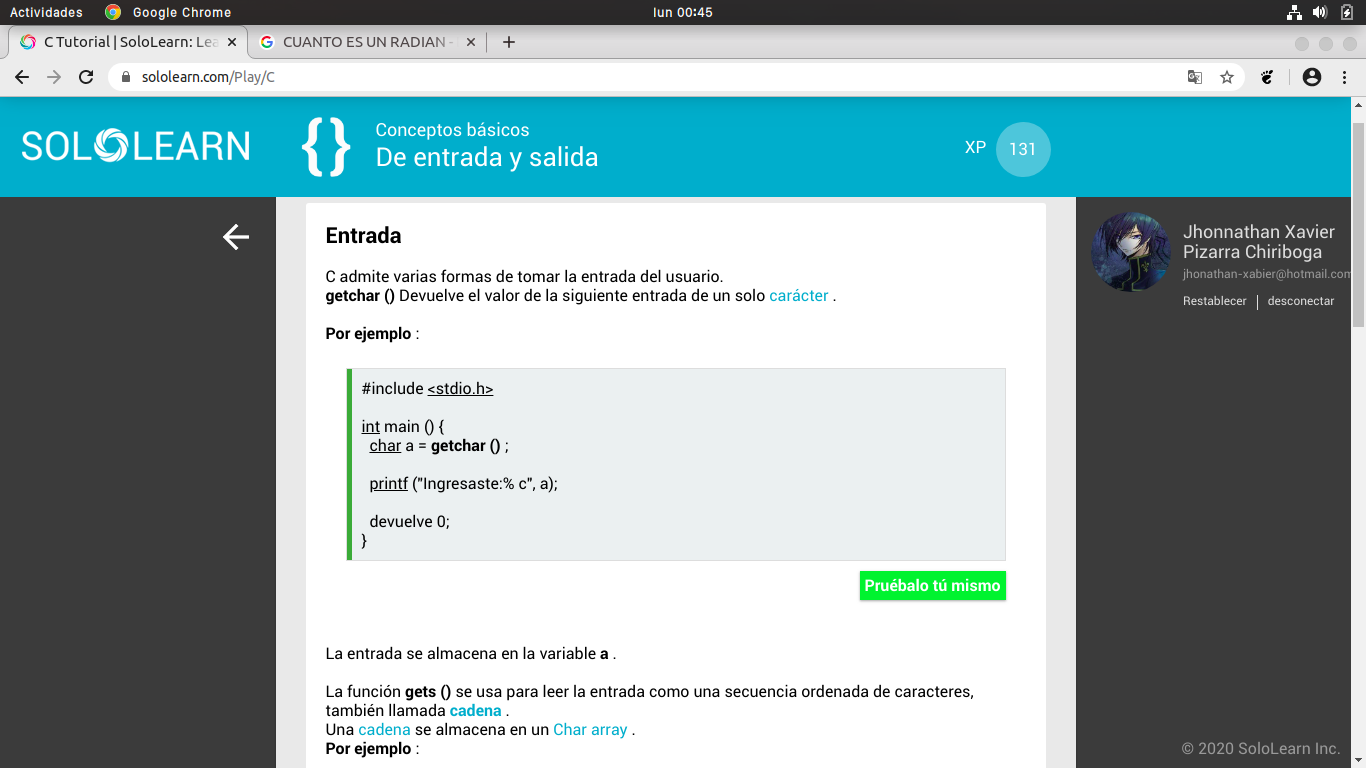 Actividades
Google Chrome
lun 00:45
C Tutorial | SoloLearn: Lea
CUANTO ES UN RADIAN -
sololearn.com/Play/C
SOLOLEARN
{}
Conceptos básicos
De entrada y salida
XP
131
Jhonnathan Xavier
Pizarra Chiriboga
jhonathan-xabier@hotmail.com
Restablecer
desconectar
Entrada
C admite varias formas de tomar la entrada del usuario.
getchar () Devuelve el valor de la siguiente entrada de un solo carácter .
Por ejemplo :
#include <stdio.h>
int main () {
char a = getchar () ;
printf ("Ingresaste:% c", a);
devuelve 0;
}
Pruébalo tú mismo
La entrada se almacena en la variable a .
La función gets () se usa para leer la entrada como una secuencia ordenada de caracteres,
también llamada cadena .
Una cadena se almacena en un Char array .
Por ejemplo :
© 2020 SoloLearn Inc.